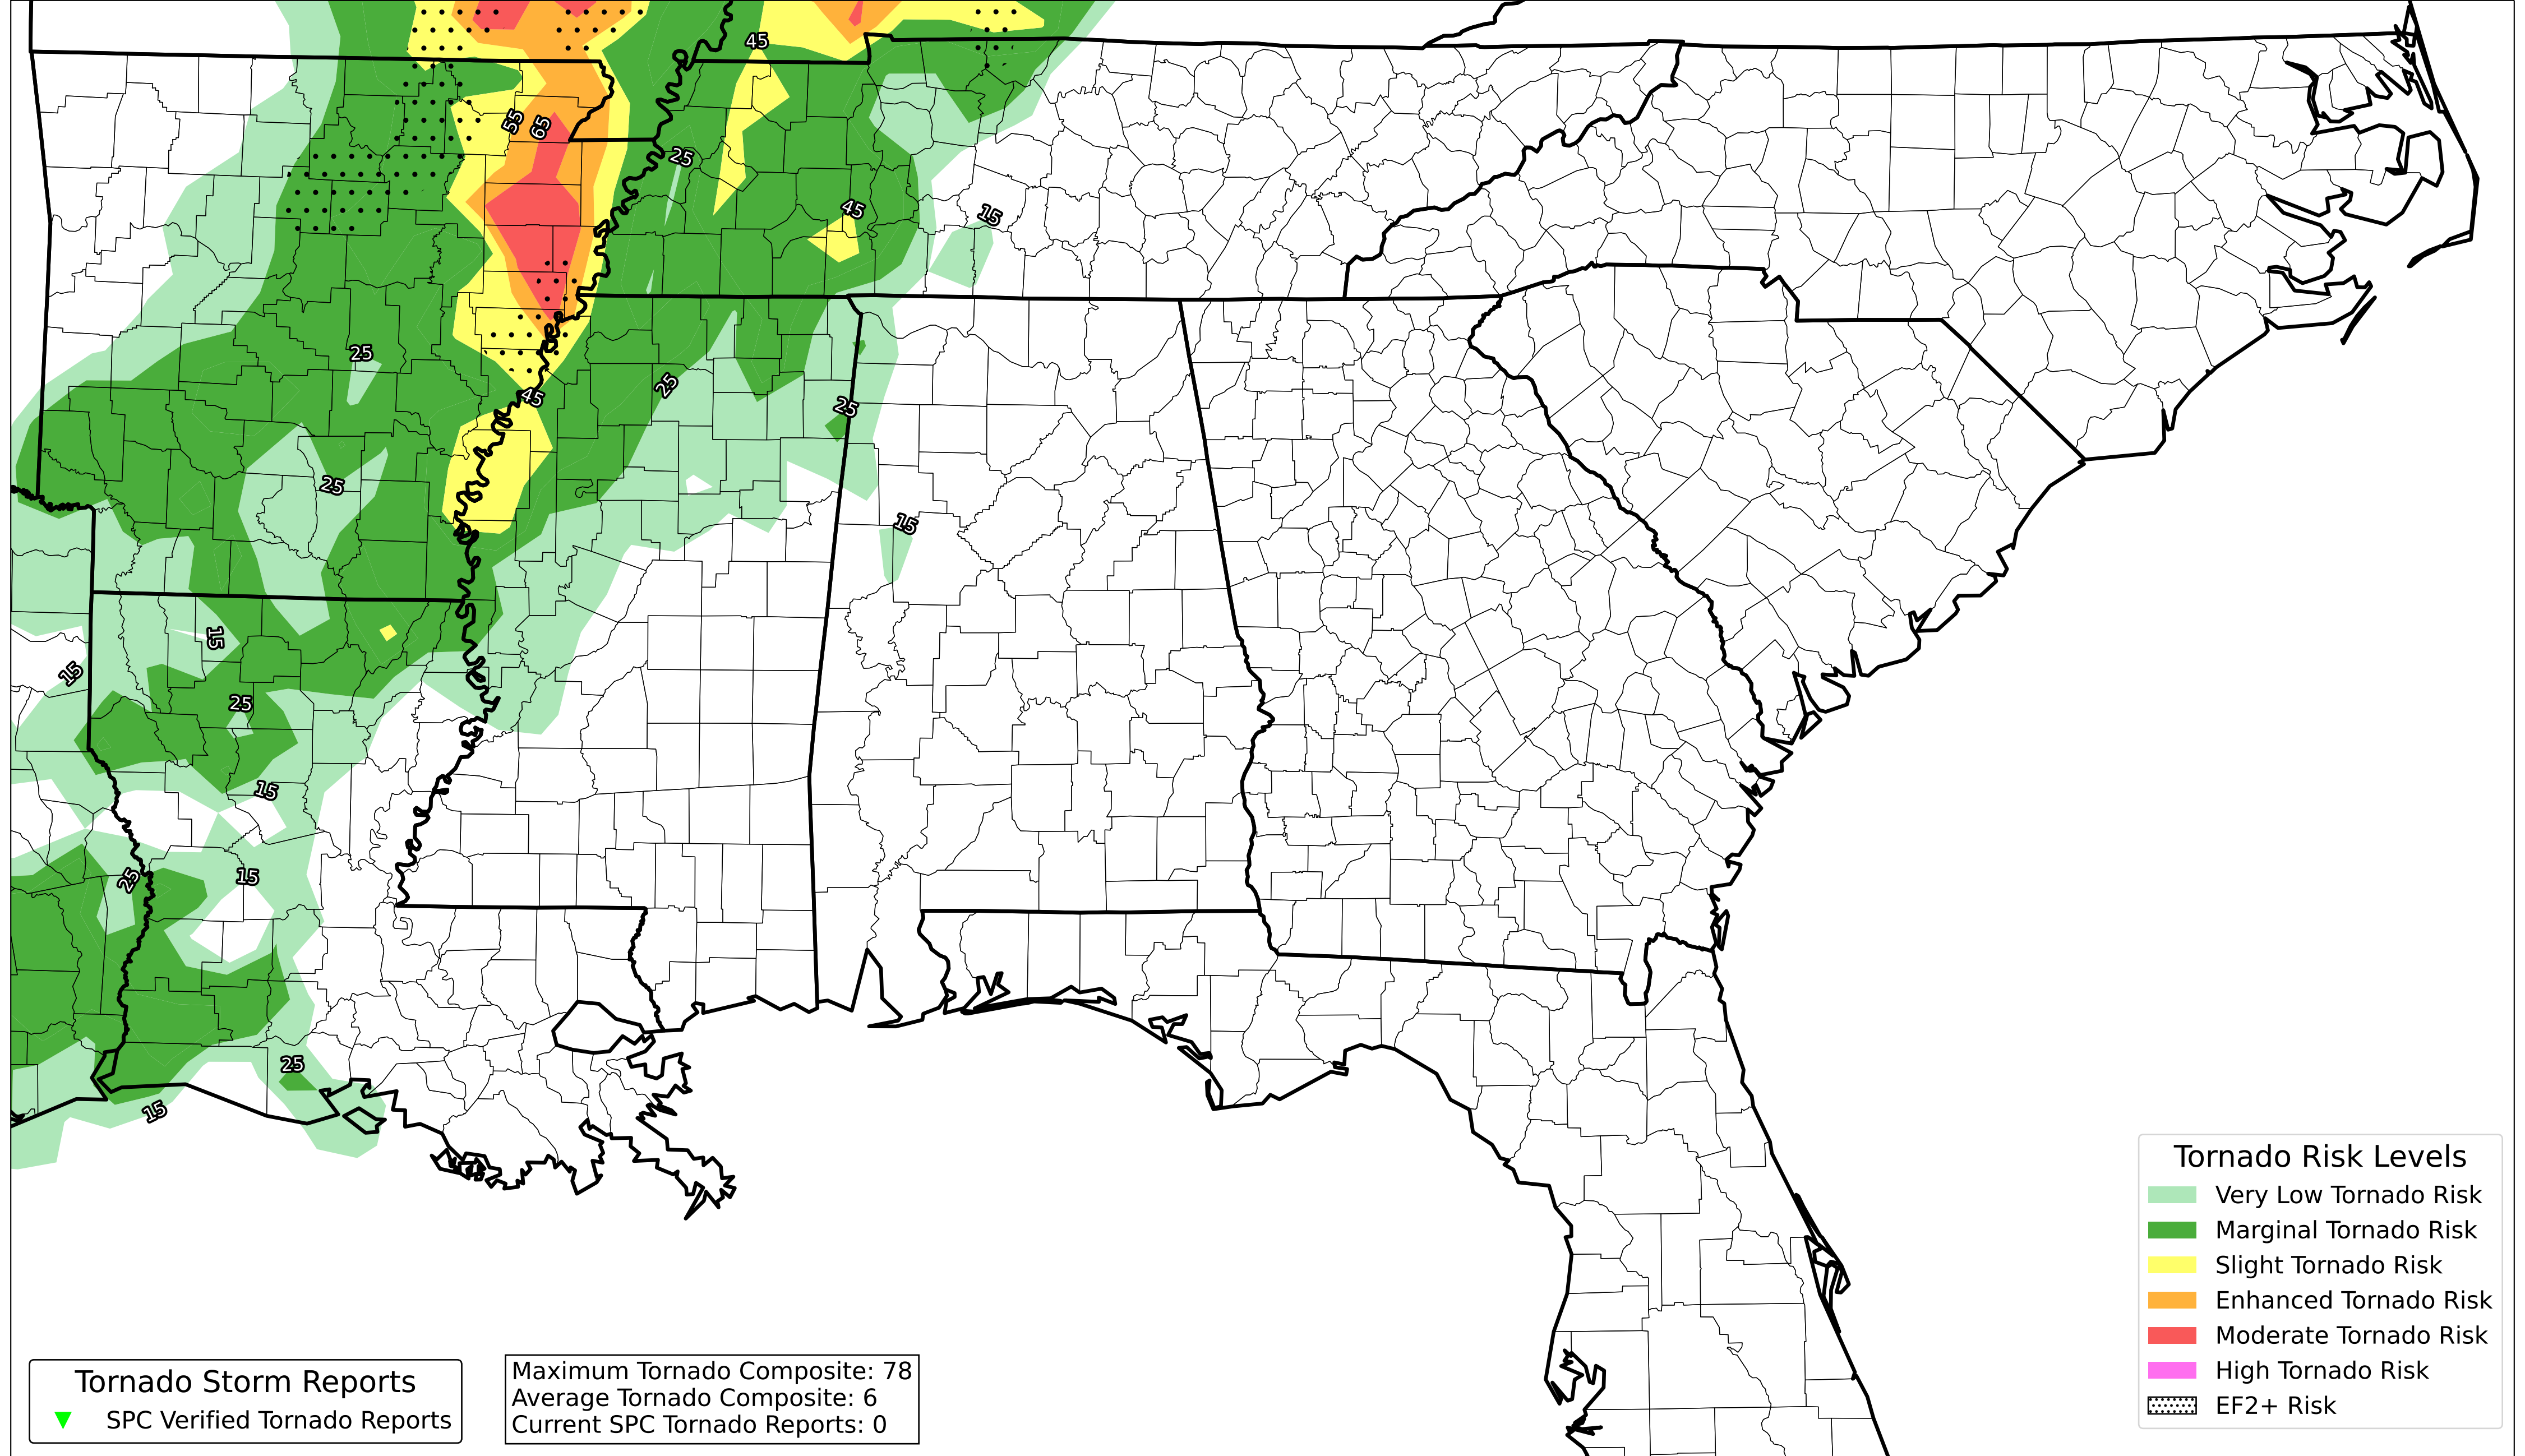 45
55
65
25
45
15
25
25
45
25
25
15
15
15
25
15
25
15
25
15
Tornado Risk Levels
Very Low Tornado Risk
Marginal Tornado Risk
Slight Tornado Risk
Enhanced Tornado Risk
Moderate Tornado Risk
High Tornado Risk
EF2+ Risk
Tornado Storm Reports
SPC Verified Tornado Reports
Maximum Tornado Composite: 78
Average Tornado Composite: 6
Current SPC Tornado Reports: 0